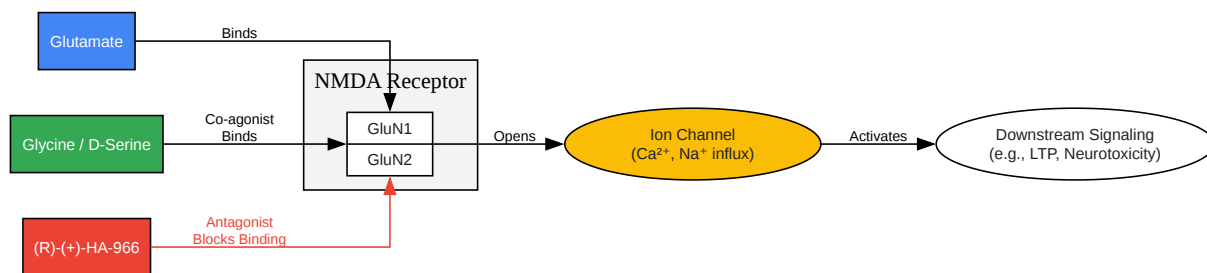 Glutamate
Binds
NMDA Receptor
GluN1
GluN2
Glycine / D-Serine
Co-agonist
Binds
Opens
Ion Channel
(Ca²⁺, Na⁺ influx)
Activates
Downstream Signaling
(e.g., LTP, Neurotoxicity)
(R)-(+)-HA-966
Antagonist
Blocks Binding